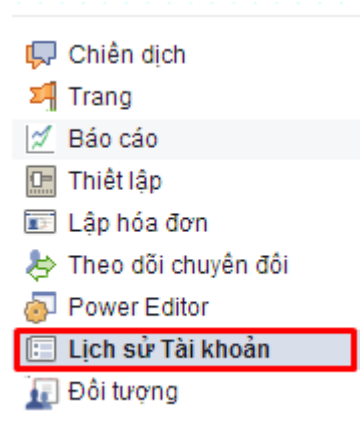 Chiến dịch
Trang
Báo cáo
Thiết lập
Lập hóa đơn
Theo dõi chuyển đổi
Power Editor
Lịch sử Tài khoản
Đối tượng